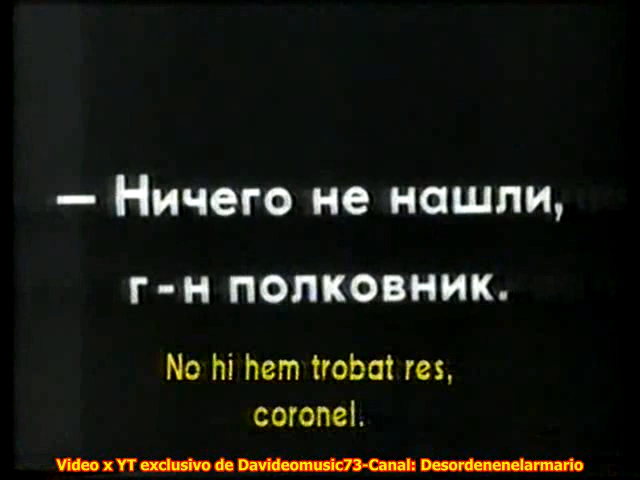 — Ничего не нашли,
г-н полковник.
No hi hem trobat res,
coronel.
Video x YT exclusivo de Davideomusic73-Canal: Desordenenelarmario